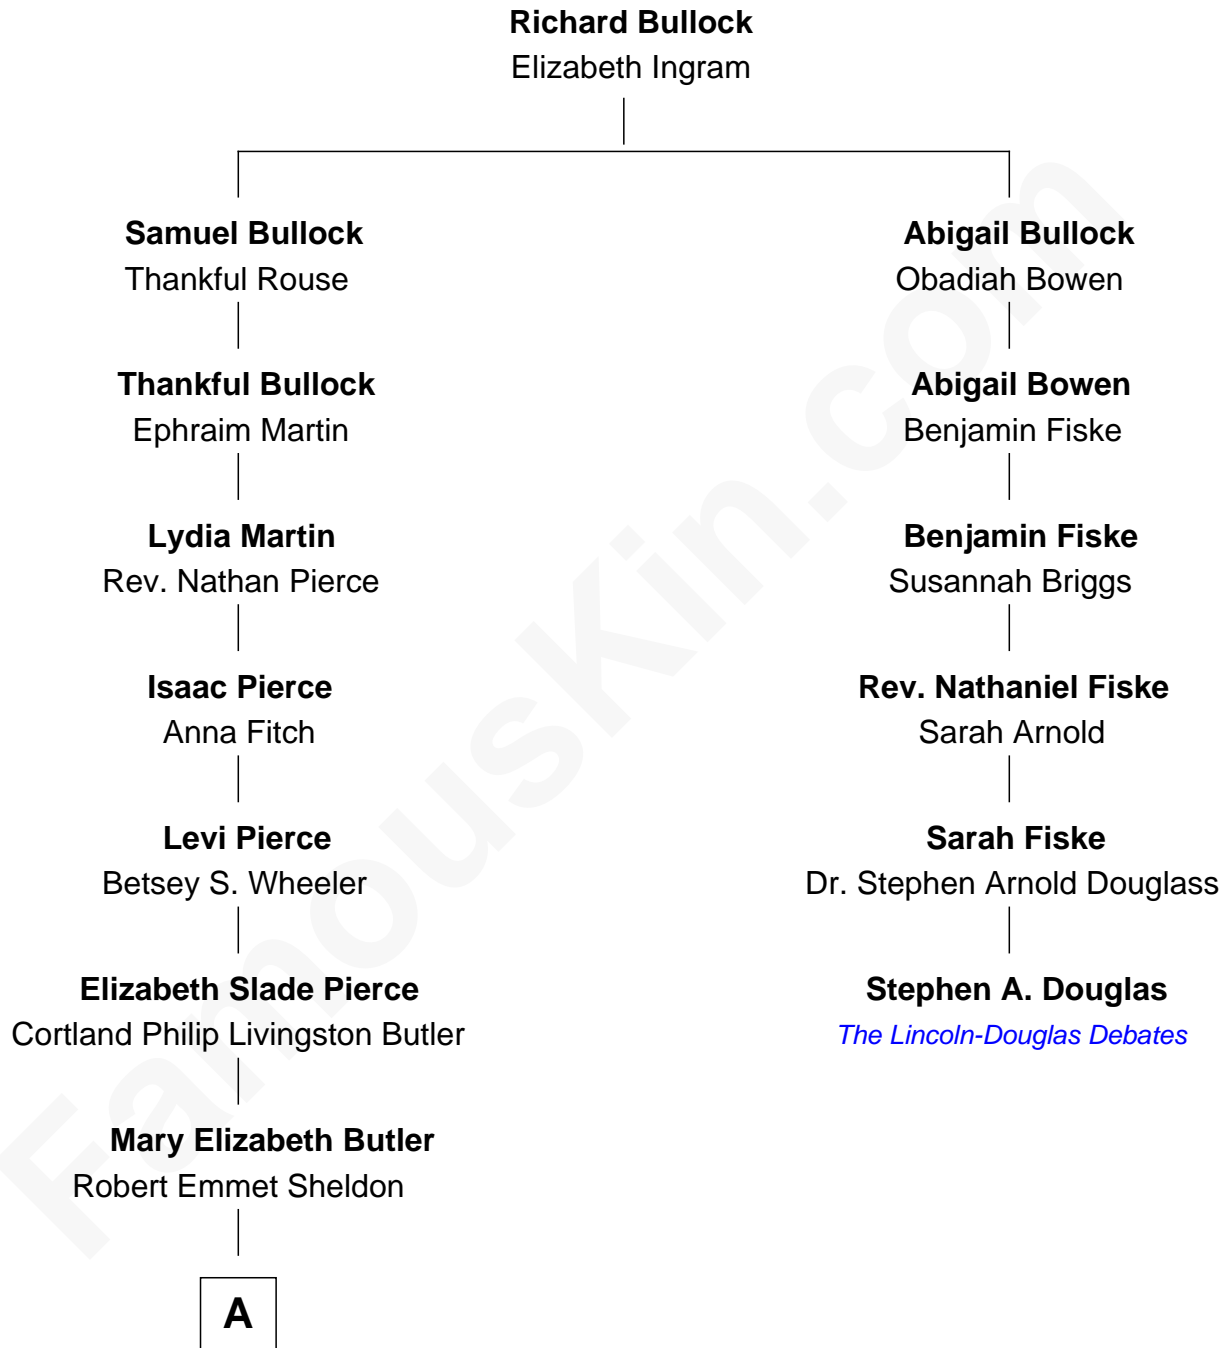 Richard Bullock
Elizabeth Ingram
Samuel Bullock
Thankful Rouse
Abigail Bullock
Obadiah Bowen
Thankful Bullock
Ephraim Martin
Abigail Bowen
Benjamin Fiske
Lydia Martin
Rev. Nathan Pierce
Benjamin Fiske
Susannah Briggs
Isaac Pierce
Anna Fitch
Rev. Nathaniel Fiske
Sarah Arnold
Levi Pierce
Betsey S. Wheeler
Sarah Fiske
Dr. Stephen Arnold Douglass
Elizabeth Slade Pierce
Cortland Philip Livingston Butler
Stephen A. Douglas
The Lincoln-Douglas Debates
Mary Elizabeth Butler
Robert Emmet Sheldon
A
FamousKin.com